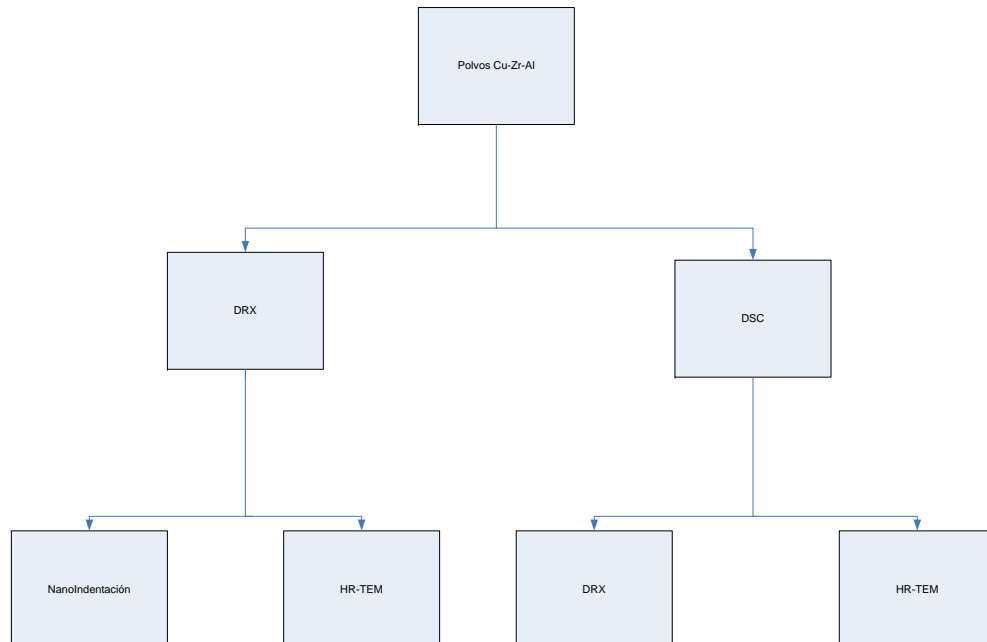 Polvos Cu-Zr-Al
DRX
DSC
NanoIndentación
HR-TEM
DRX
HR-TEM